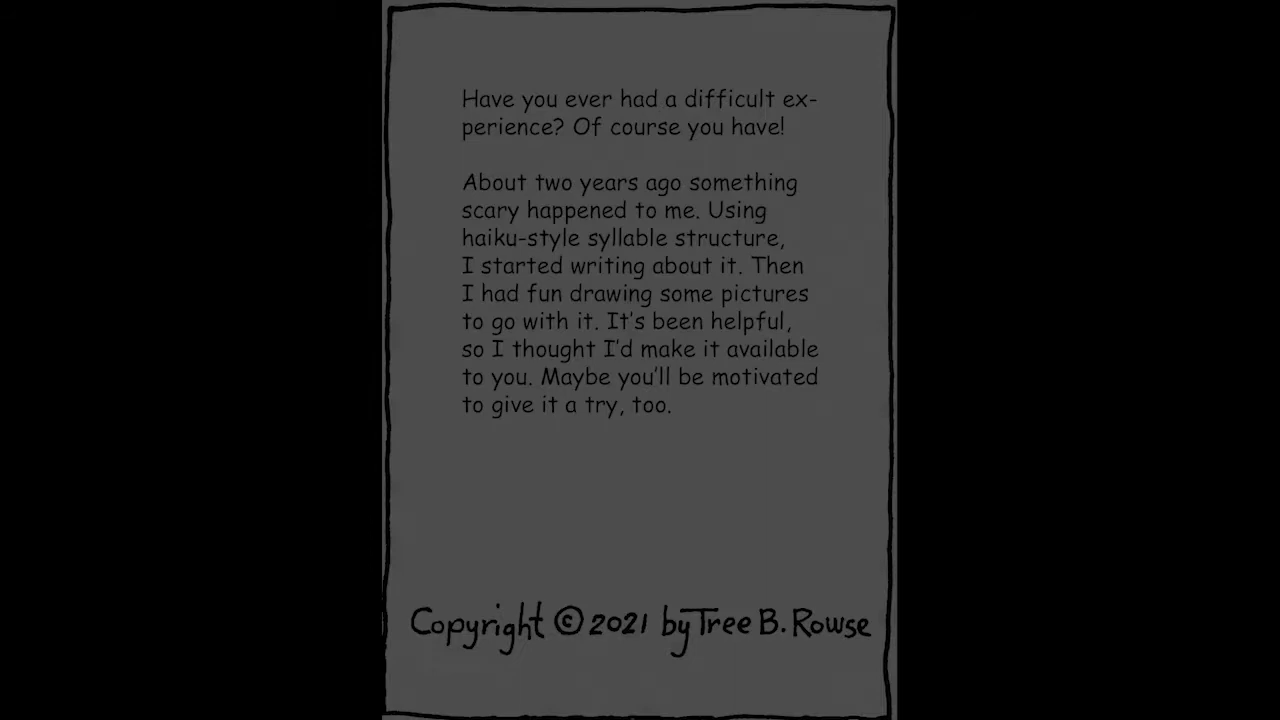 Have you ever had a difficult ex-
perience? Of course you have!
About two years ago something
scary happened to me. Using
haiku-style syllable structure,
I started writing about it. Then
I had fun drawing some pictures
to go with it. It's been helpful,
so I thought I'd make it available
to you. Maybe you'll be motivated
to give it a try, too.
Copyright © 2021 by Tree B. Rowse